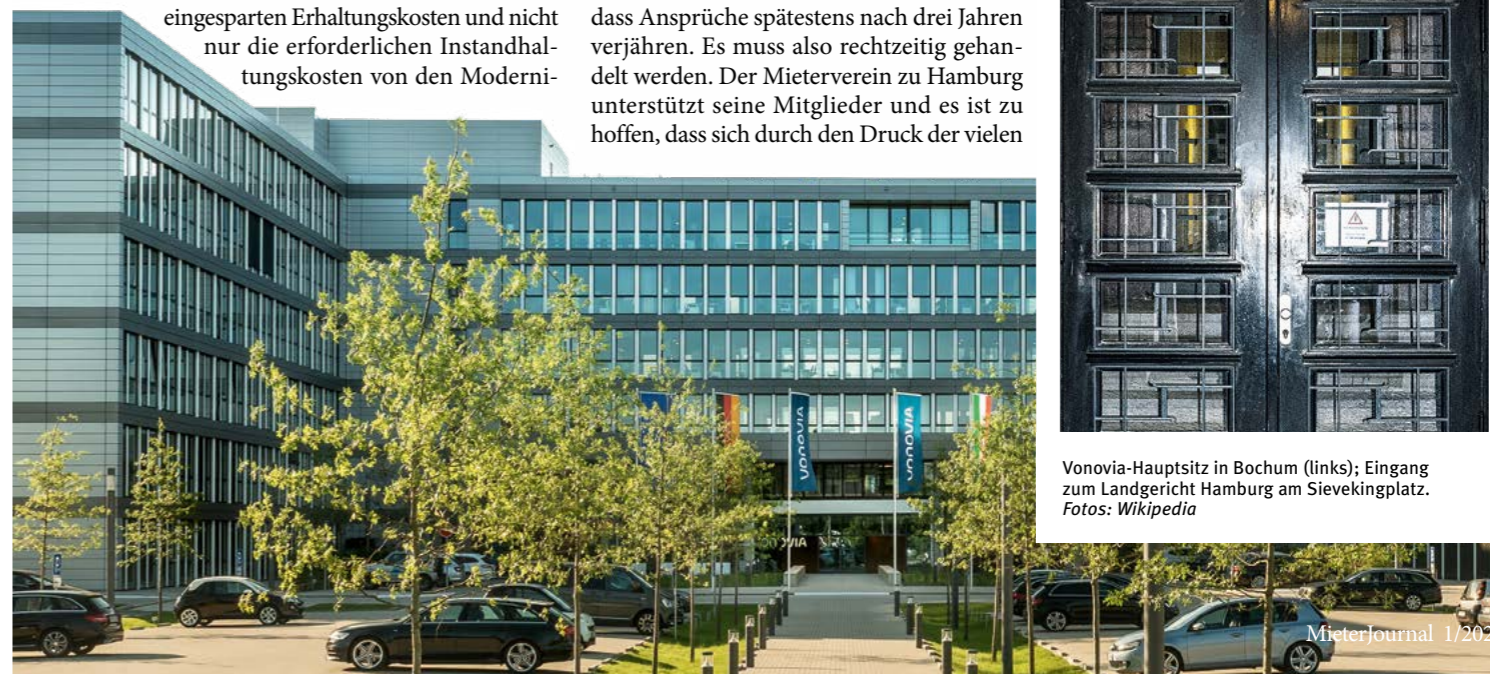 eingesparten Erhaltungskosten und nicht
nur die erforderlichen Instandhal-
tungskosten von den Moderni-
dass Ansprüche spätestens nach drei Jahren
verjähren. Es muss also rechtzeitig gehan-
delt werden. Der Mieterverein zu Hamburg
unterstützt seine Mitglieder und es ist zu
hoffen, dass sich durch den Druck der vielen
VONOVIA
VONOVIA
Vonovia-Hauptsitz in Bochum (links); Eingang
zum Landgericht Hamburg am Sievekingplatz.
Fotos: Wikipedia
MieterJournal 1/202